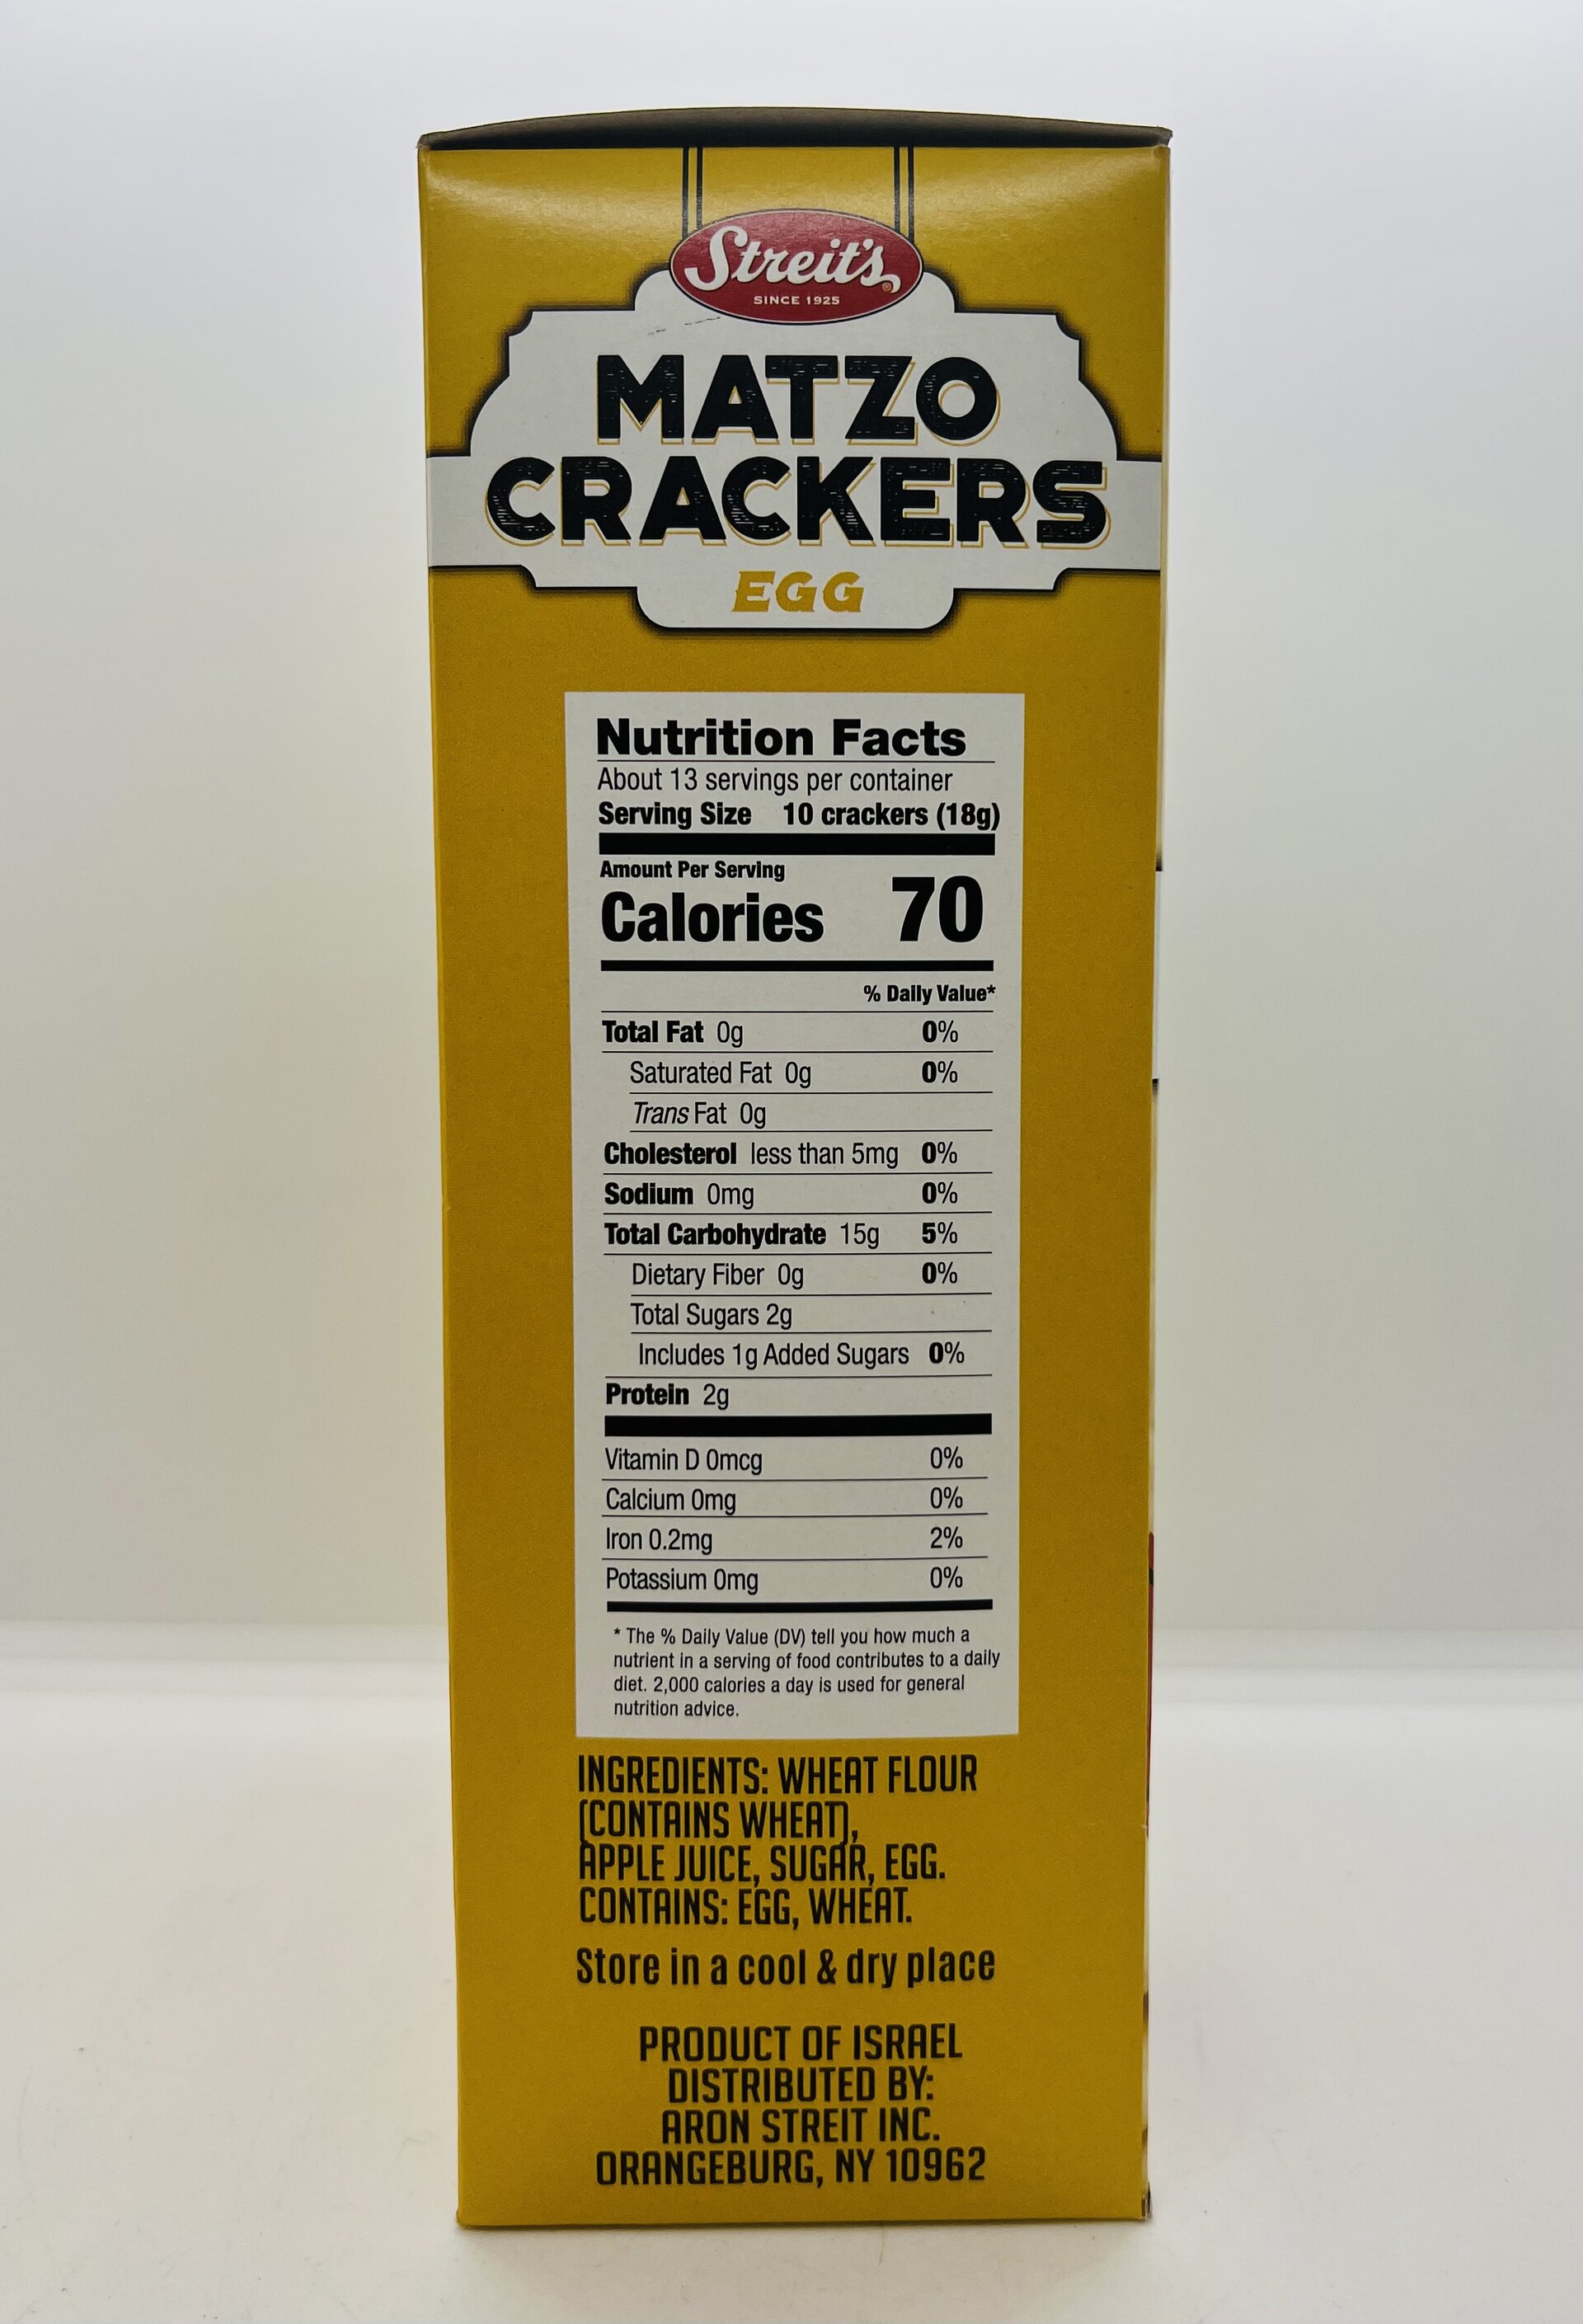 Streit's®
SINCE 1925
MATZO
CRACKERS
EGG
Nutrition Facts
About 13 servings per container
Serving Size 10 crackers (18g)
Amount Per Serving
Calories 70
% Daily Value*
Total Fat 0g 0%
Saturated Fat 0g 0%
Trans Fat 0g
Cholesterol less than 5mg 0%
Sodium 0mg 0%
Total Carbohydrate 15g 5%
Dietary Fiber 0g 0%
Total Sugars 2g
Includes 1g Added Sugars 0%
Protein 2g
Vitamin D 0mcg 0%
Calcium 0mg 0%
Iron 0.2mg 2%
Potassium 0mg 0%
* The % Daily Value (DV) tell you how much a
nutrient in a serving of food contributes to a daily
diet. 2,000 calories a day is used for general
nutrition advice.
INGREDIENTS: WHEAT FLOUR
(CONTAINS WHEAT),
APPLE JUICE, SUGAR, EGG.
CONTAINS: EGG, WHEAT.
Store in a cool & dry place
PRODUCT OF ISRAEL
DISTRIBUTED BY:
ARON STREIT INC.
ORANGEBURG, NY 10962